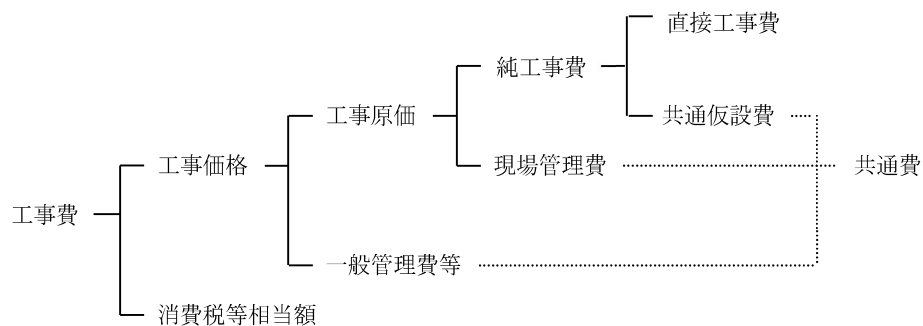 直接工事費
純工事費
工事原価
共通仮設費
工事価格
現場管理費
共通費
工事費
一般管理費等
消費税等相当額